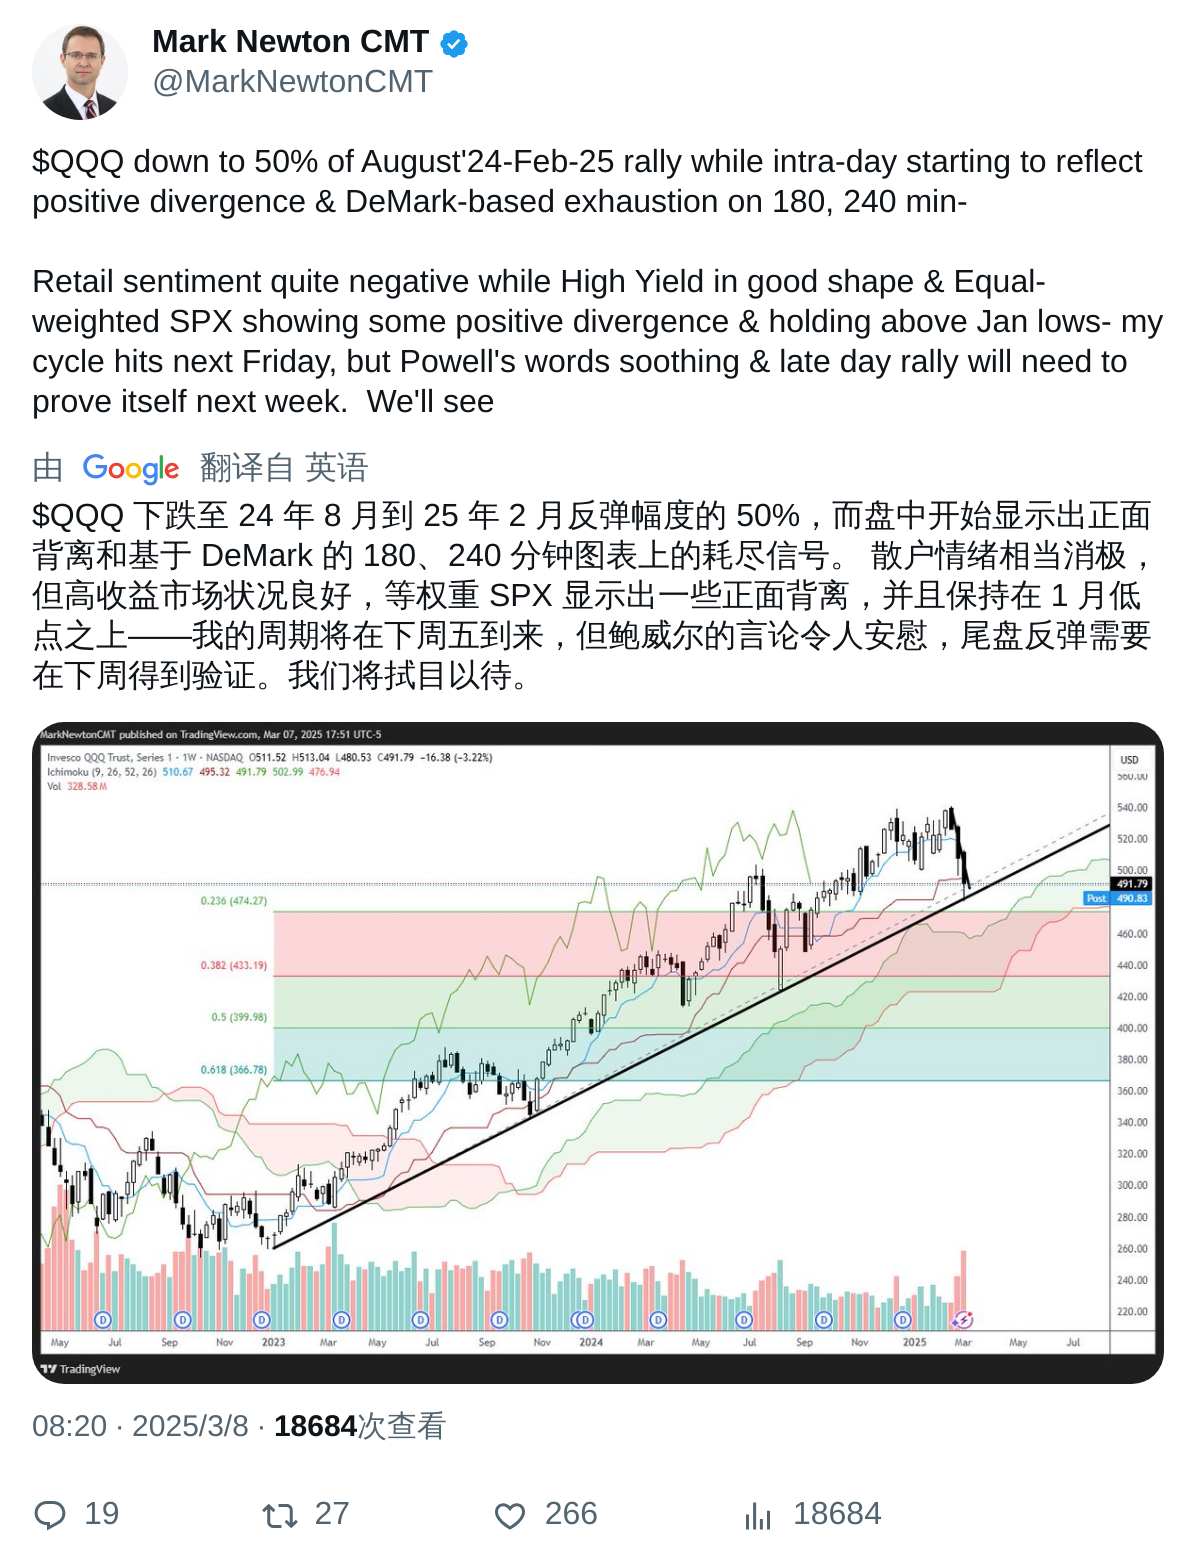 Mark Newton CMT
@MarkNewtonCMT
$QQQ down to 50% of August'24-Feb-25 rally while intra-day starting to reflect
positive divergence & DeMark-based exhaustion on 180, 240 min-
Retail sentiment quite negative while High Yield in good shape & Equal-
weighted SPX showing some positive divergence & holding above Jan lows- my
cycle hits next Friday, but Powell's words soothing & late day rally will need to
prove itself next week.  We'll see
由 Google 翻译自 英语
$QQQ 下跌至 24 年 8 月到 25 年 2 月反弹幅度的 50%，而盘中开始显示出正面
背离和基于 DeMark 的 180、240 分钟图表上的耗尽信号。 散户情绪相当消极，
但高收益市场状况良好，等权重 SPX 显示出一些正面背离，并且保持在 1 月低
点之上——我的周期将在下周五到来，但鲍威尔的言论令人安慰，尾盘反弹需要
在下周得到验证。我们将拭目以待。
MarkNewtonCMT published on TradingView.com, Mar 07, 2025 17:51 UTC-5
Invesco QQQ Trust, Series 1 · 1W · NASDAQ O511.52 H513.04 L480.53 C491.79 −16.38 (−3.22%)
Ichimoku (9, 26, 52, 26) 510.67 495.32 491.79 502.99 476.94
Vol 328.58M
USD
560.00
540.00
520.00
500.00
491.79
Post 490.83
460.00
440.00
420.00
400.00
380.00
360.00
340.00
320.00
300.00
280.00
260.00
240.00
220.00
0.236 (474.27)
0.382 (433.19)
0.5 (399.98)
0.618 (366.78)
D D D D D D D D D D D
May Jul Sep Nov 2023 Mar May Jul Sep Nov 2024 Mar May Jul Sep Nov 2025 Mar May Jul
TradingView
08:20 · 2025/3/8 · 18684次查看
19 27 266 18684